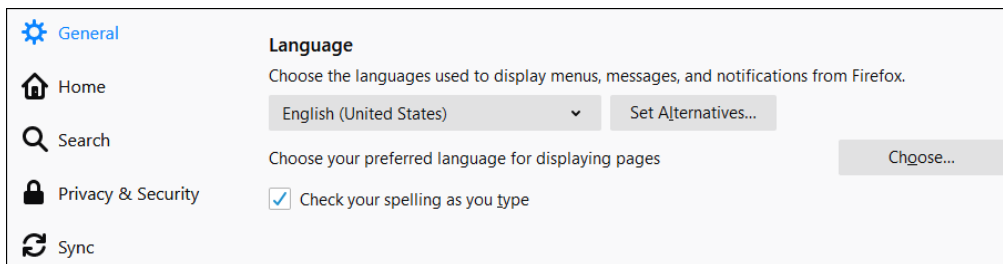 General
Home
Search
Privacy & Security
Sync
Language
Choose the languages used to display menus, messages, and notifications from Firefox.
English (United States)
Set Alternatives...
Choose your preferred language for displaying pages
Choose...
Check your spelling as you type